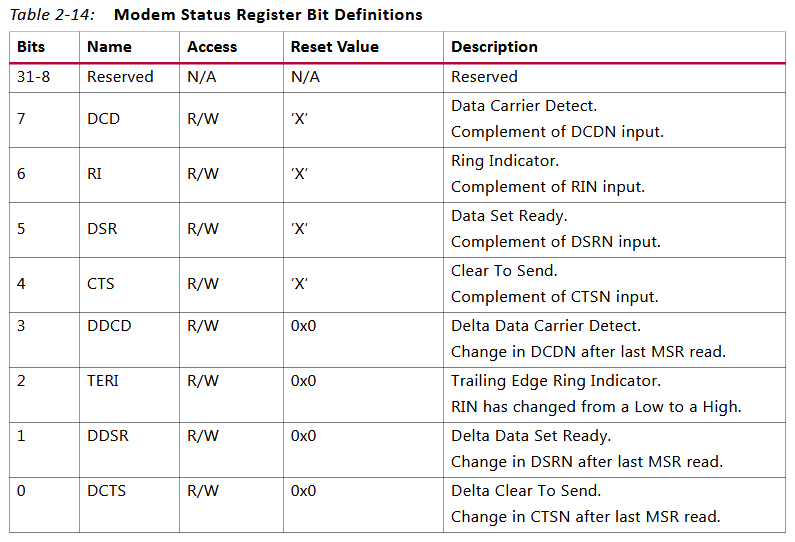 Table 2-14: Modem Status Register Bit Definitions
Bits Name Access Reset Value Description
31-8 Reserved N/A N/A Reserved
7 DCD R/W ‘X’ Data Carrier Detect.
Complement of DCDN input.
6 RI R/W ‘X’ Ring Indicator.
Complement of RIN input.
5 DSR R/W ‘X’ Data Set Ready.
Complement of DSRN input.
4 CTS R/W ‘X’ Clear To Send.
Complement of CTSN input.
3 DDCD R/W 0x0 Delta Data Carrier Detect.
Change in DCDN after last MSR read.
2 TERI R/W 0x0 Trailing Edge Ring Indicator.
RIN has changed from a Low to a High.
1 DDSR R/W 0x0 Delta Data Set Ready.
Change in DSRN after last MSR read.
0 DCTS R/W 0x0 Delta Clear To Send.
Change in CTSN after last MSR read.